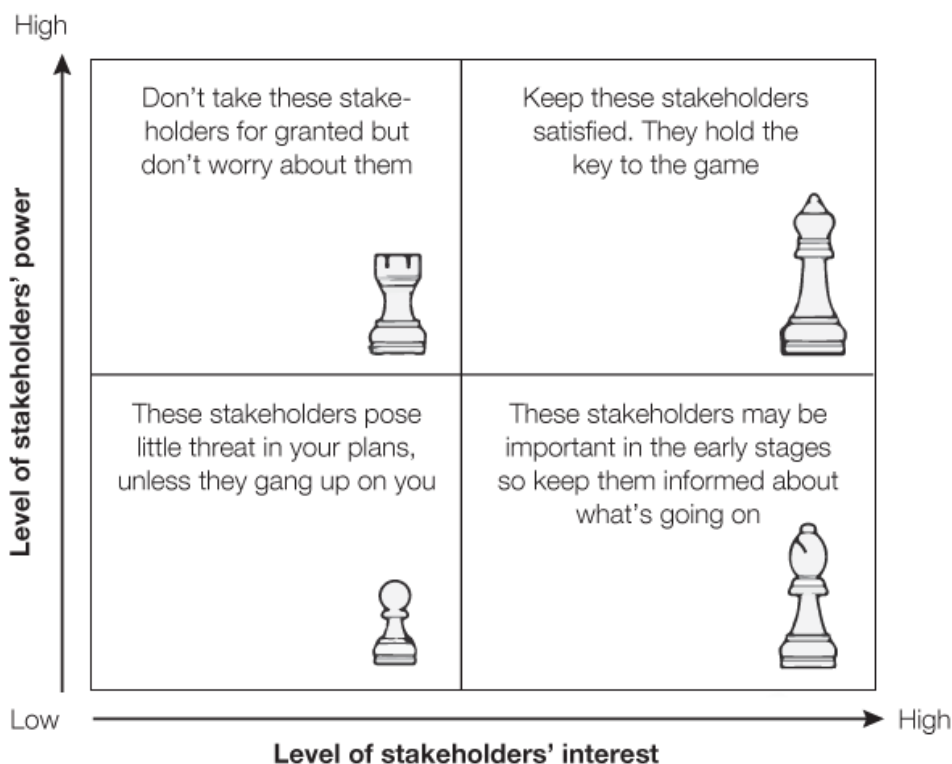 High
Don't take these stake-
holders for granted but
don't worry about them
Keep these stakeholders
satisfied. They hold the
key to the game
Level of stakeholders' power
These stakeholders pose
little threat in your plans,
unless they gang up on you
These stakeholders may be
important in the early stages
so keep them informed about
what's going on
Low
High
Level of stakeholders' interest